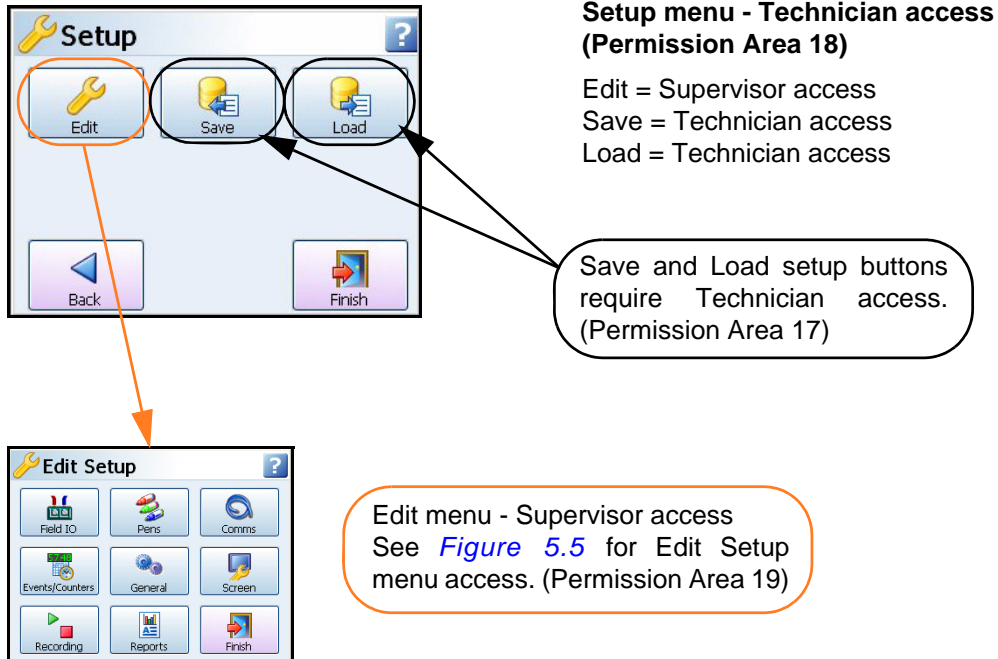 Setup
?
Edit
Save
Load
Back
Finish
Setup menu - Technician access
(Permission Area 18)
Edit = Supervisor access
Save = Technician access
Load = Technician access
Save and Load setup buttons
require Technician access.
(Permission Area 17)
Edit Setup
?
Field IO
Pens
Comms
Events/Counters
General
Screen
Recording
Reports
Finish
Edit menu - Supervisor access
See Figure 5.5 for Edit Setup
menu access. (Permission Area 19)